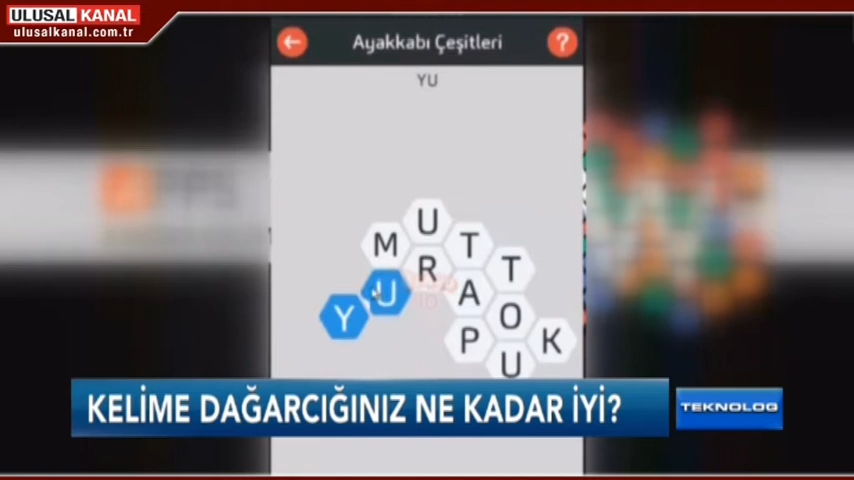 ULUSAL KANAL
ulusalkanal.com.tr
Ayakkabı Çeşitleri
?
YU
U
M T
R T
U A
Y O
P K
U
KELİME DAĞARCIĞINIZ NE KADAR İYİ?
TEKNOLOG